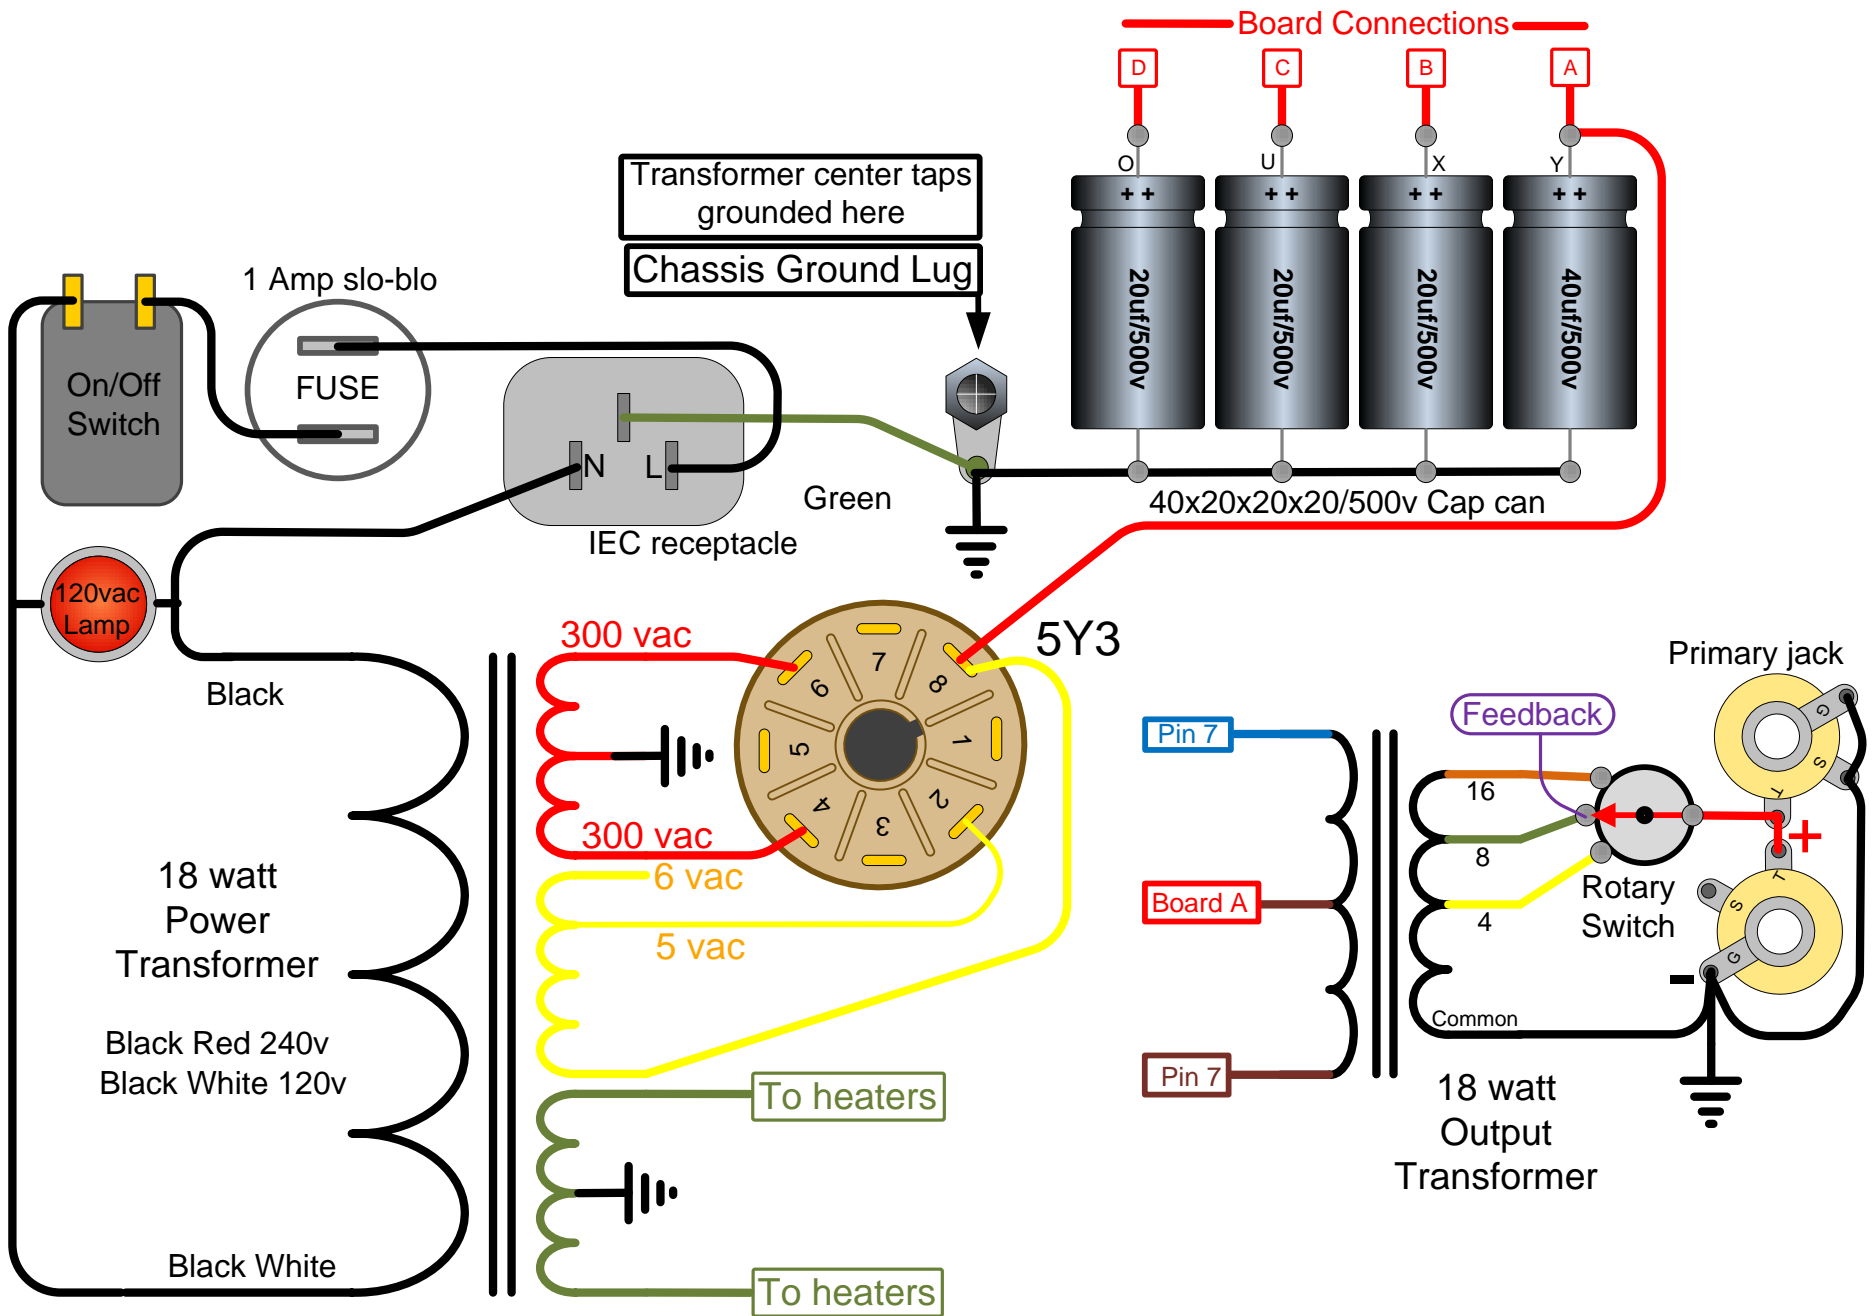 Board Connections
D
C
B
A
O
U
X
Y
+ +
+ +
+ +
+ +
20uf/500v
20uf/500v
20uf/500v
40uf/500v
40x20x20x20/500v Cap can
Transformer center taps
grounded here
Chassis Ground Lug
1 Amp slo-blo
FUSE
On/Off
Switch
N
L
Green
IEC receptacle
120vac
Lamp
Black
300 vac
300 vac
6 vac
5 vac
5Y3
7
8
1
2
3
4
5
6
18 watt
Power
Transformer
Black Red 240v
Black White 120v
Black White
To heaters
To heaters
Pin 7
Board A
Pin 7
Feedback
16
8
4
Common
Rotary
Switch
Primary jack
G
S
T
+
T
S
G
-
18 watt
Output
Transformer